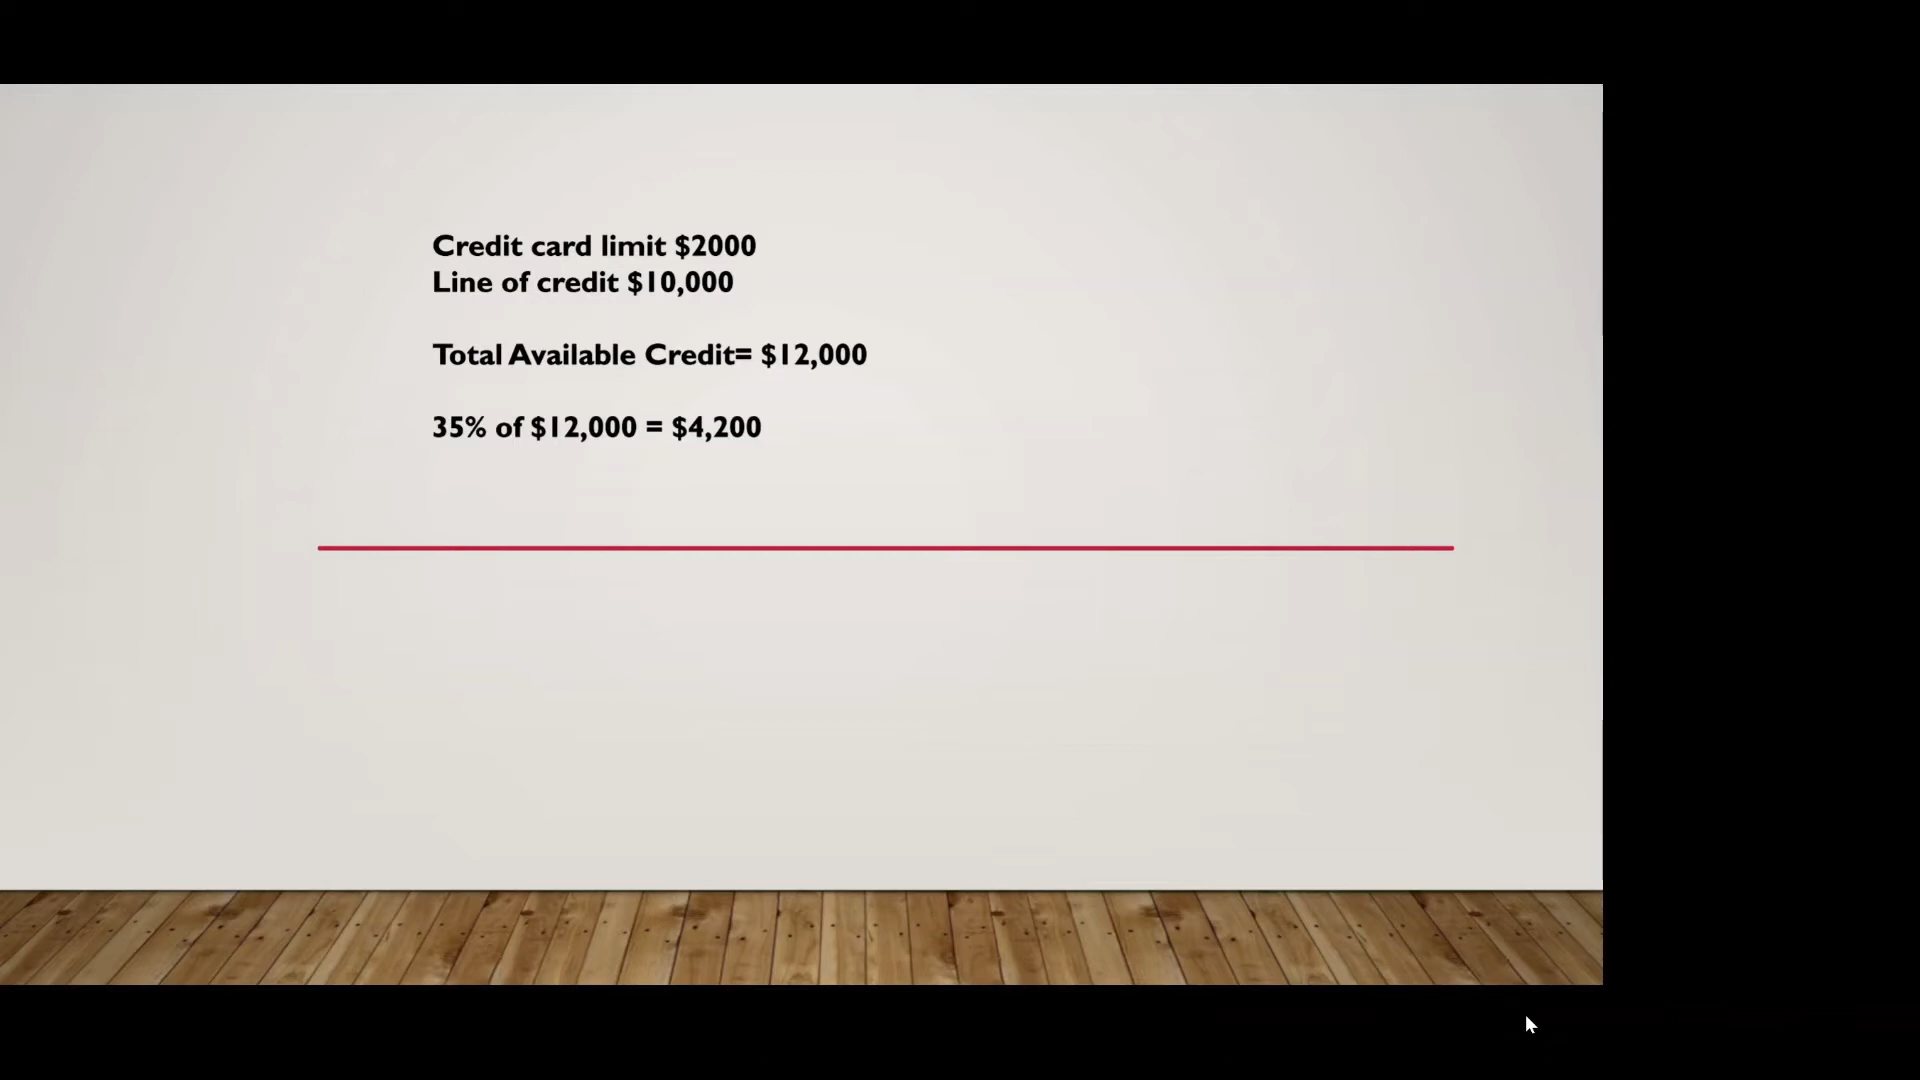 Credit card limit $2000
Line of credit $10,000
Total Available Credit= $12,000
35% of $12,000 = $4,200